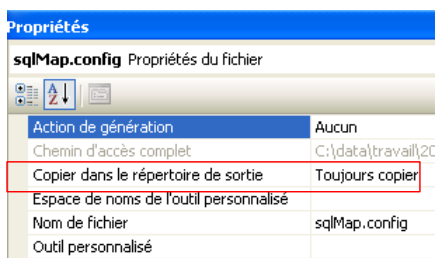 Propriétés
sqlMap.config Propriétés du fichier
Action de génération Aucun
Chemin d'accès complet C:\data\travail\20
Copier dans le répertoire de sortie Toujours copier
Espace de noms de l'outil personnalisé
Nom de fichier sqlMap.config
Outil personnalisé